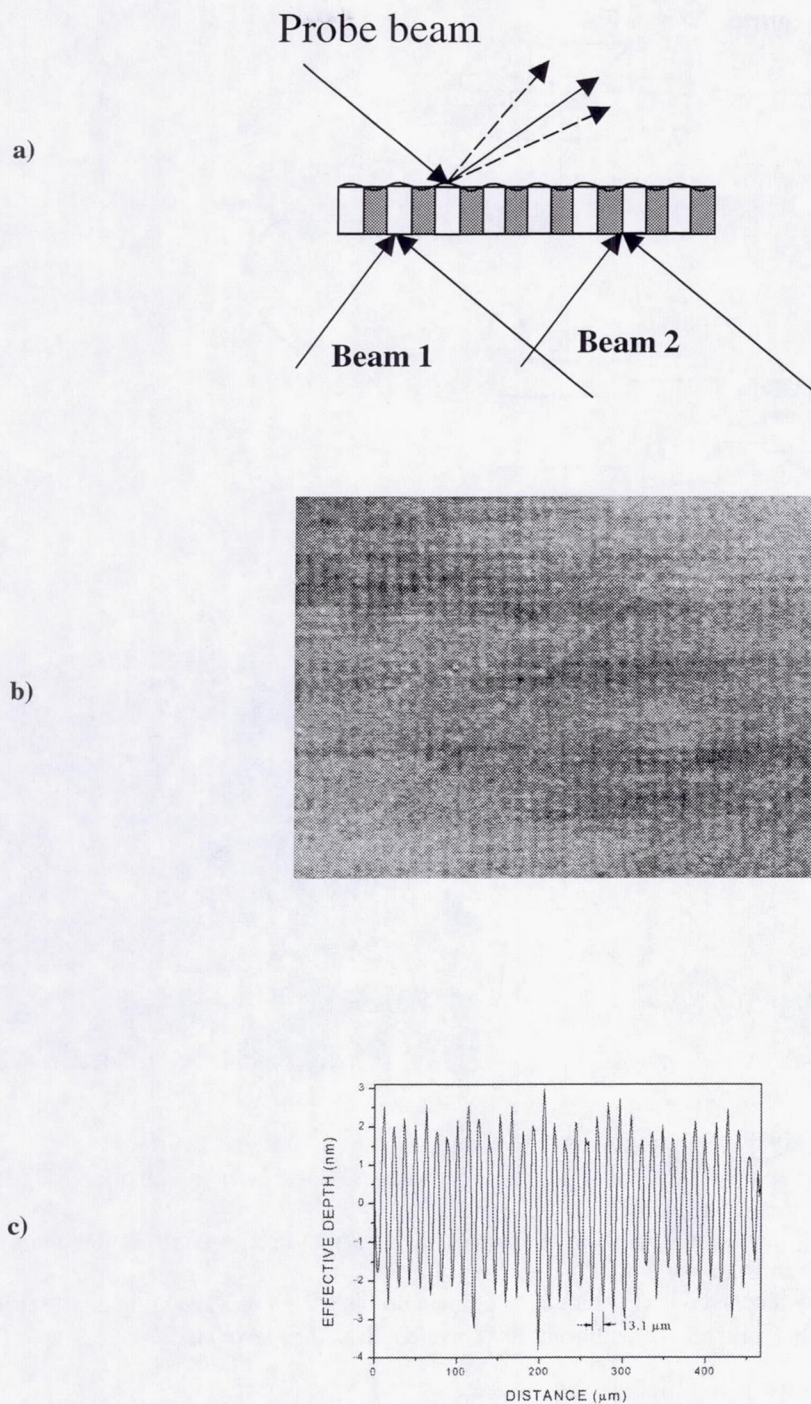 Probe beam
a)
Beam 1
Beam 2
b)
c)
EFFECTIVE DEPTH (nm)
3
2
1
0
-1
-2
-3
-4
13.1 µm
0
100
200
300
400
DISTANCE (µm)